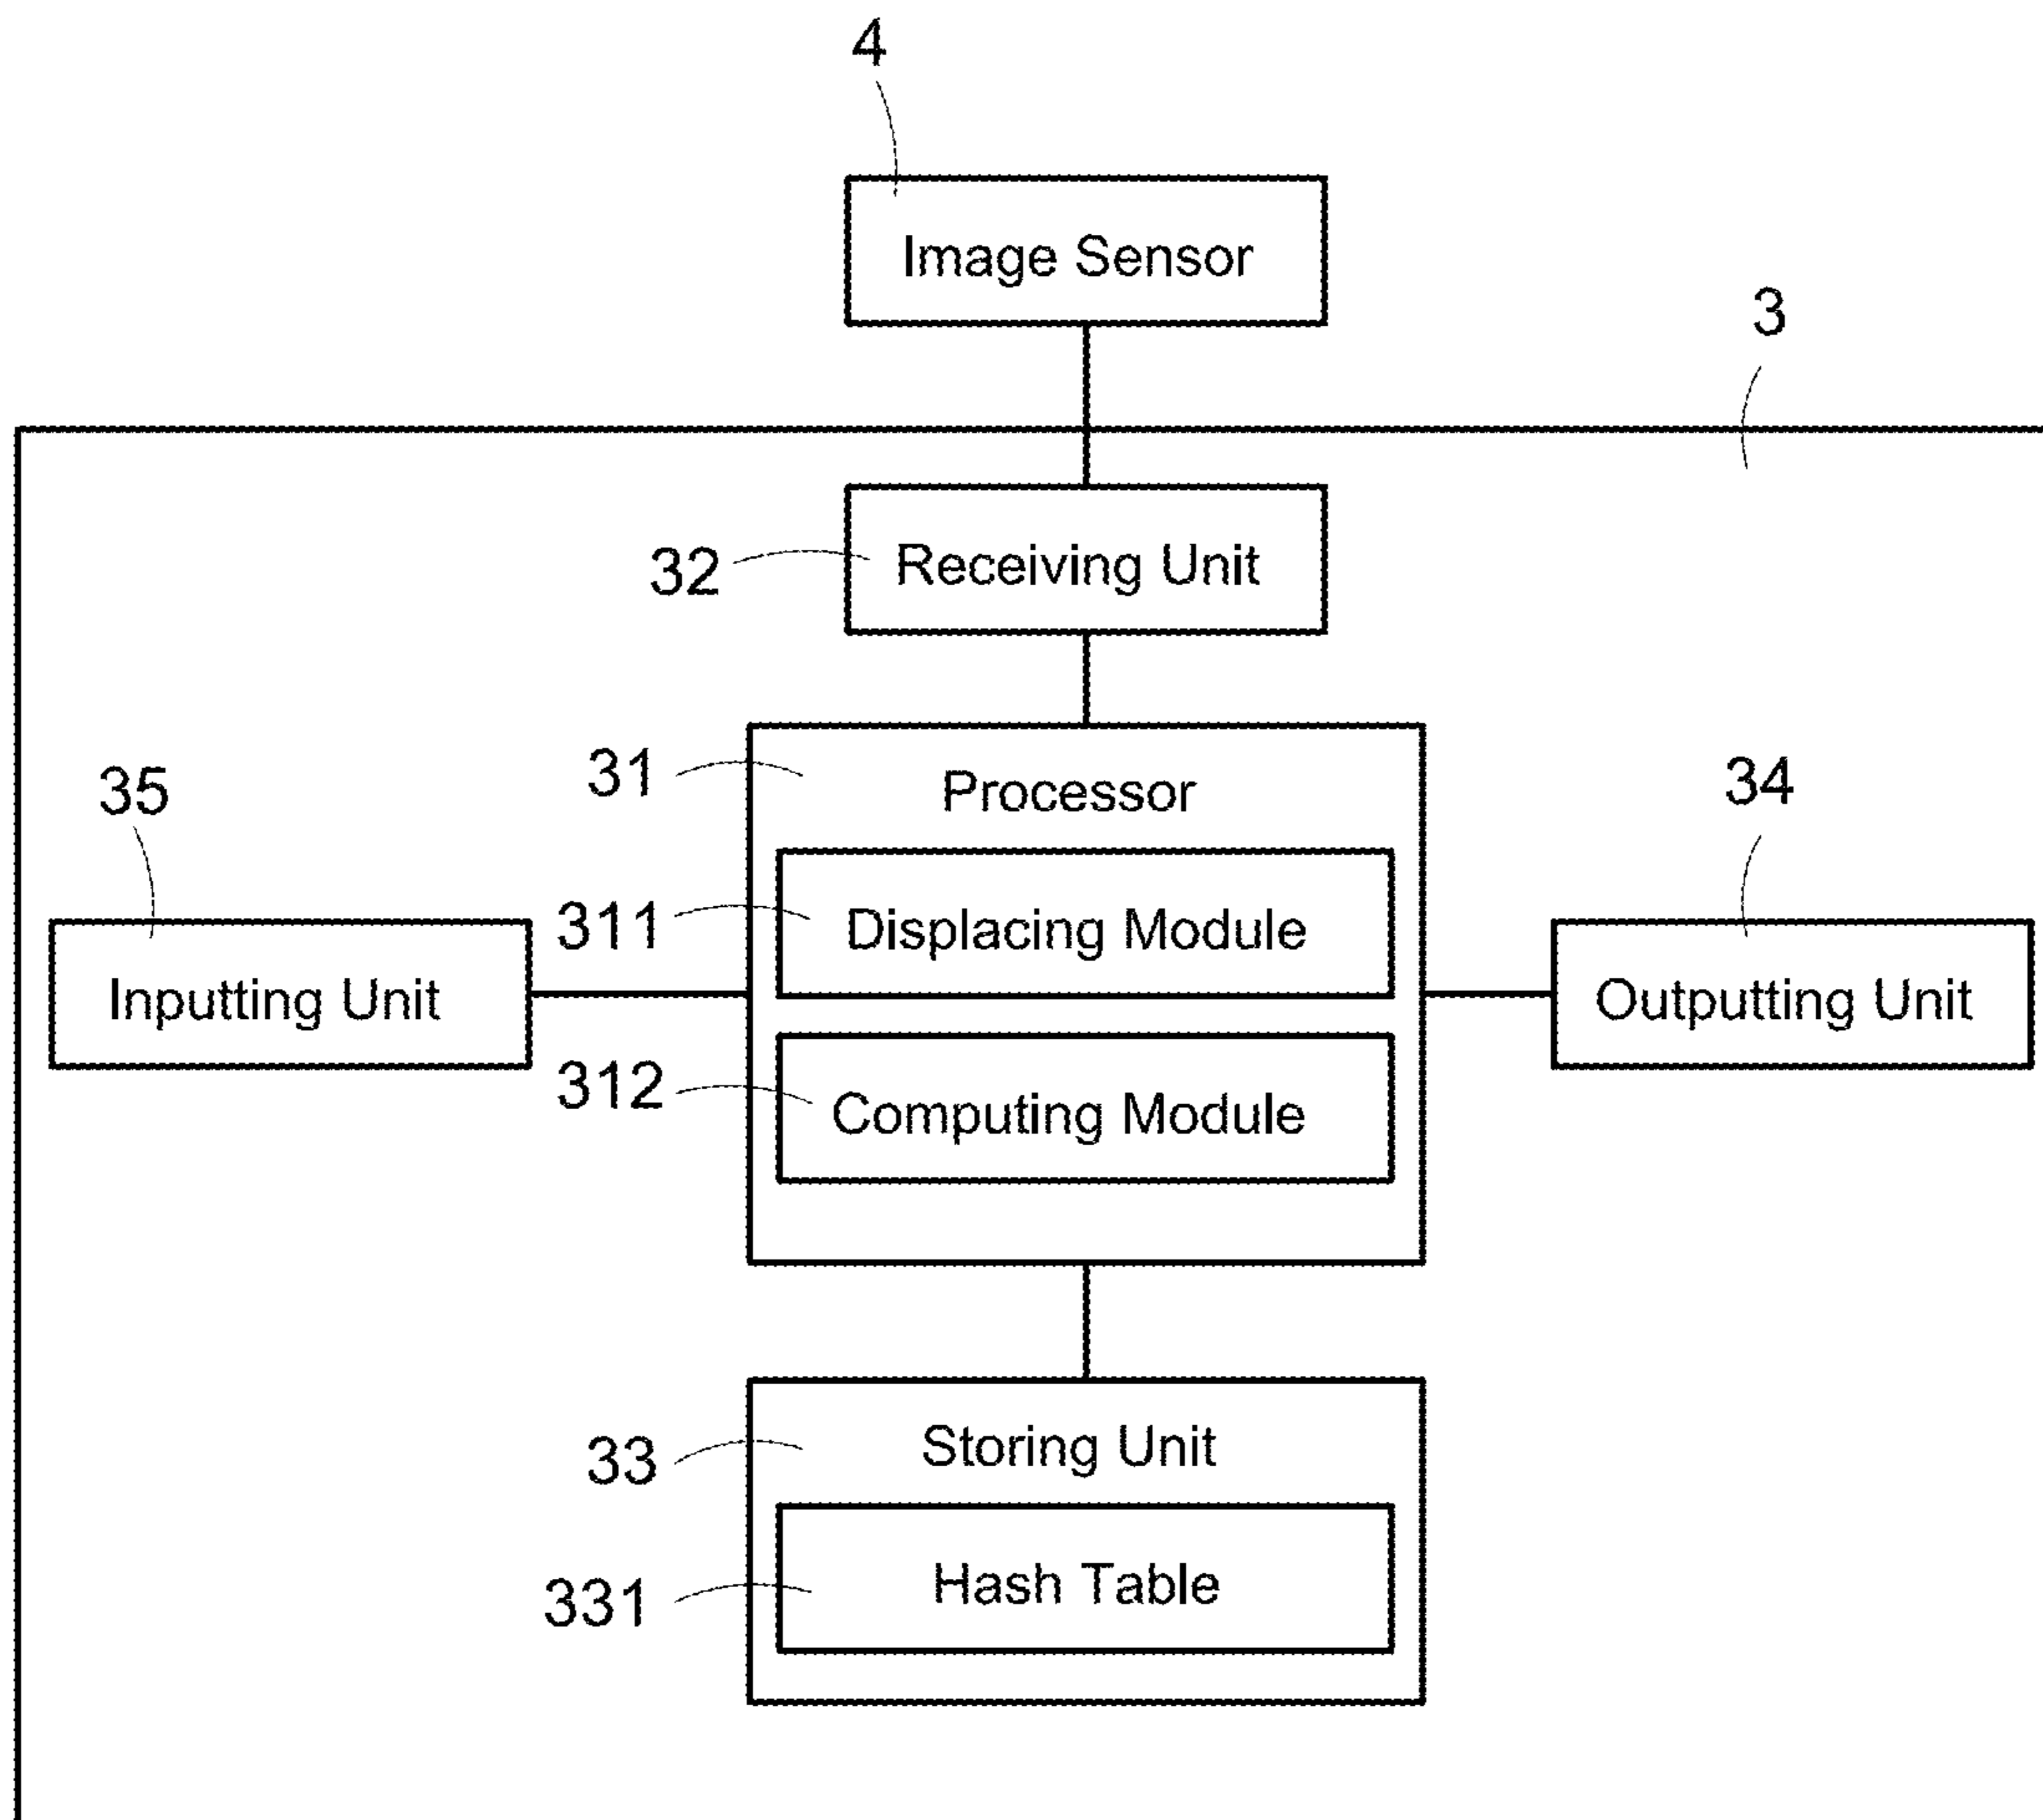 4
Image Sensor
3
32
Receiving Unit
31
Processor
35
34
311
Displacing Module
Inputting Unit
Outputting Unit
312
Computing Module
33
Storing Unit
331
Hash Table